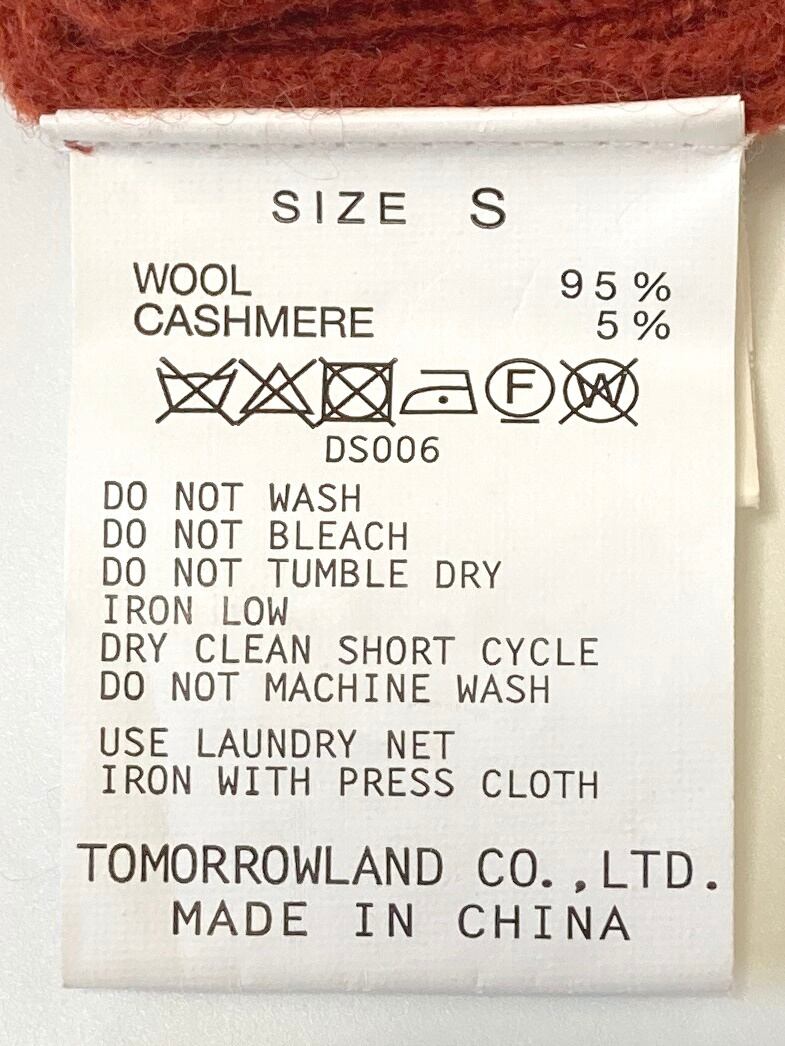 SIZE S
WOOL 95%
CASHMERE 5%
F W
DS006
DO NOT WASH
DO NOT BLEACH
DO NOT TUMBLE DRY
IRON LOW
DRY CLEAN SHORT CYCLE
DO NOT MACHINE WASH
USE LAUNDRY NET
IRON WITH PRESS CLOTH
TOMORROWLAND CO.,LTD.
MADE IN CHINA